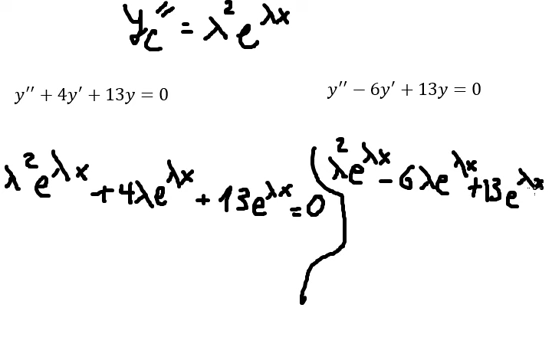 y_c'' = λ²e^{λx}
y'' + 4y' + 13y = 0
y'' − 6y' + 13y = 0
λ²e^{λx} + 4λe^{λx} + 13e^{λx} = 0
λ²e^{λx} − 6λe^{λx} + 13e^{λx}